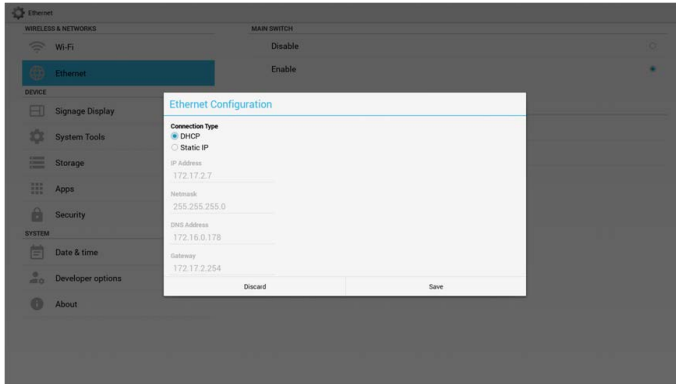 Ethernet
WIRELESS & NETWORKS
Wi-Fi
Ethernet
DEVICE
Signage Display
System Tools
Storage
Apps
Security
SYSTEM
Date & time
Developer options
About
MAIN SWITCH
Disable
Enable
Ethernet Configuration
Connection Type
DHCP
Static IP
IP Address
172.17.2.7
Netmask
255.255.255.0
DNS Address
172.16.0.178
Gateway
172.17.2.254
Discard
Save